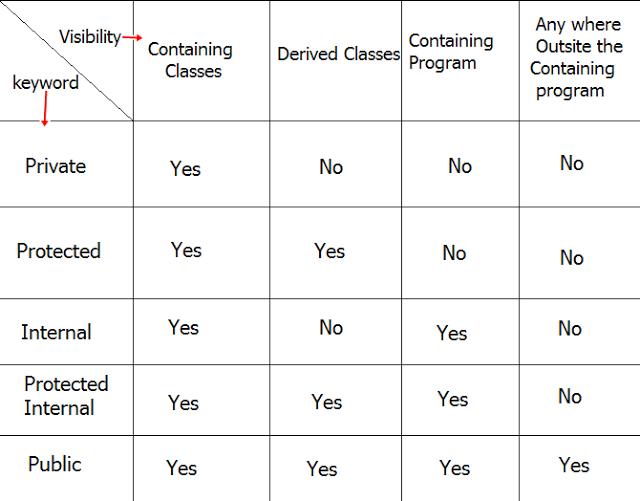 Visibility
keyword
Containing
Classes
Derived Classes
Containing
Program
Any where
Outsite the
Containing
program
Private Yes No No No
Protected Yes Yes No No
Internal Yes No Yes No
Protected
Internal Yes Yes Yes No
Public Yes Yes Yes Yes